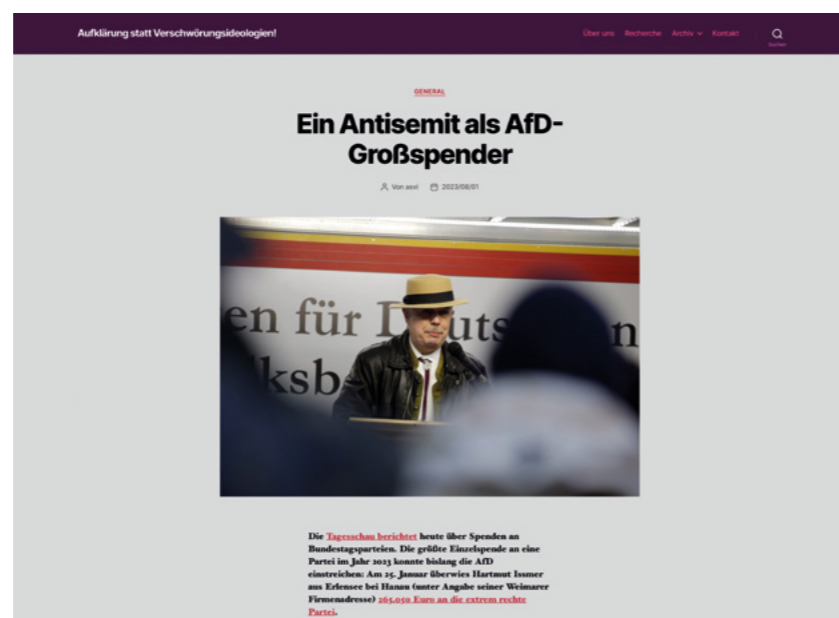 Aufklärung statt Verschwörungsideologien!
Über uns Recherche Archiv Kontakt
Suchen
GENERAL
Ein Antisemit als AfD-
Großspender
Von asvi 2023/08/01
en für Deuts n
ksb
Die Tagesschau berichtet heute über Spenden an
Bundestagsparteien. Die größte Einzelspende an eine
Partei im Jahr 2023 konnte bislang die AfD
einstreichen: Am 25. Januar überwies Hartmut Issmer
aus Erlensee bei Hanau (unter Angabe seiner Weimarer
Firmenadresse) 265.050 Euro an die extrem rechte
Partei.